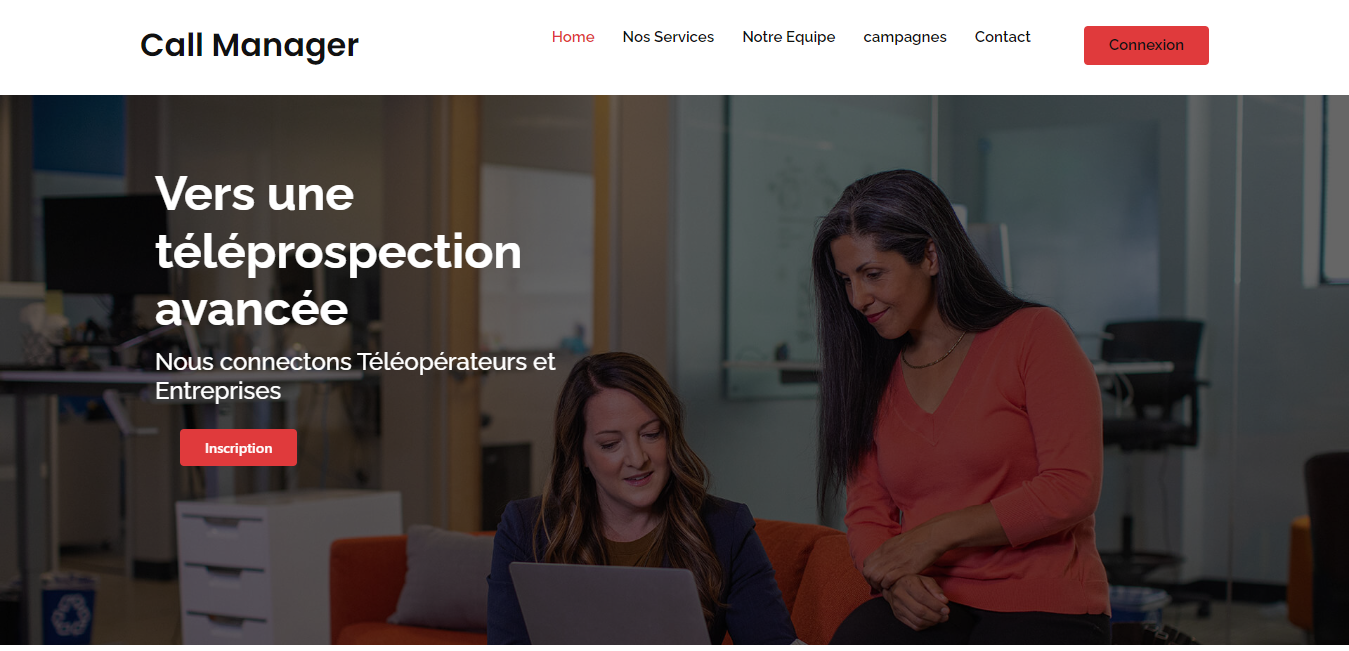 Call Manager
Home Nos Services Notre Equipe campagnes Contact Connexion
Vers une
téléprospection
avancée
Nous connectons Téléopérateurs et
Entreprises
Inscription